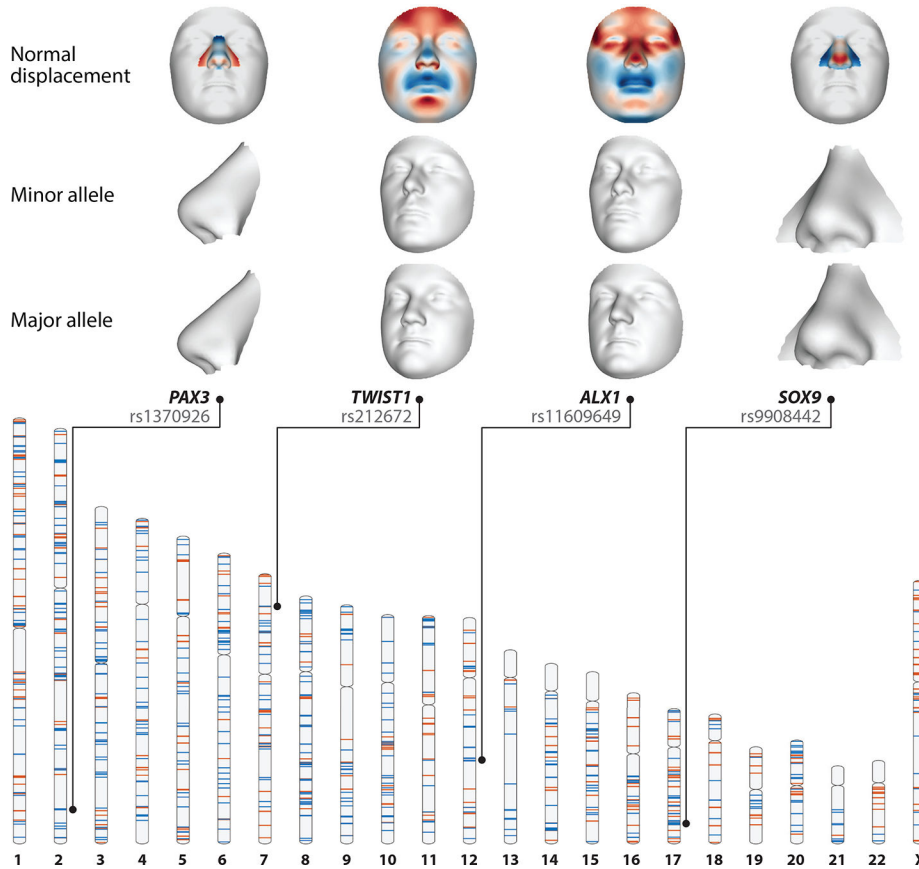 Normal
displacement
Minor allele
Major allele
PAX3
rs1370926
TWIST1
rs212672
ALX1
rs11609649
SOX9
rs9908442
1 2 3 4 5 6 7 8 9 10 11 12 13 14 15 16 17 18 19 20 21 22 X